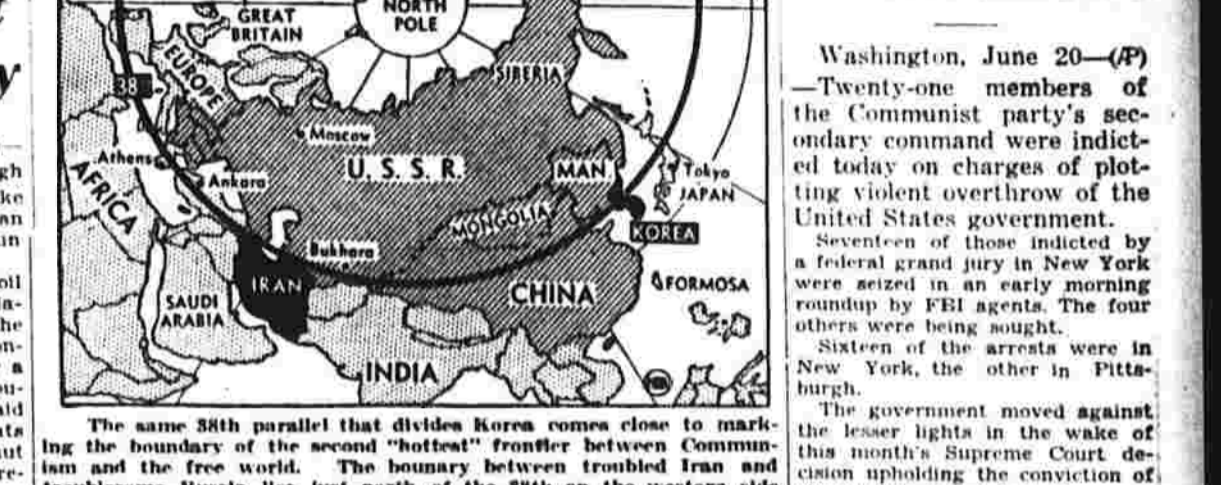 NORTH
POLE
GREAT
BRITAIN
EUROPE
SIBERIA
38
Moscow
U. S. S. R.
MAN
Athens
Ankara
Tokyo
JAPAN
AFRICA
MONGOLIA
KOREA
Bukhara
IRAN
CHINA
FORMOSA
SAUDI
ARABIA
INDIA
The same 38th parallel that divides Korea comes close to mark-
ing the boundary of the second "hottest" frontier between Commun-
ism and the free world. The bounary between troubled Iran and
Washington, June 20—(AP)
—Twenty-one members of
the Communist party's sec-
ondary command were indict-
ed today on charges of plot-
ting violent overthrow of the
United States government.
Seventeen of those indicted by
a federal grand jury in New York
were seized in an early morning
roundup by FBI agents. The four
others were being sought.
Sixteen of the arrests were in
New York, the other in Pitts-
burgh.
The government moved against
the lesser lights in the wake of
this month's Supreme Court de-
cision upholding the conviction of